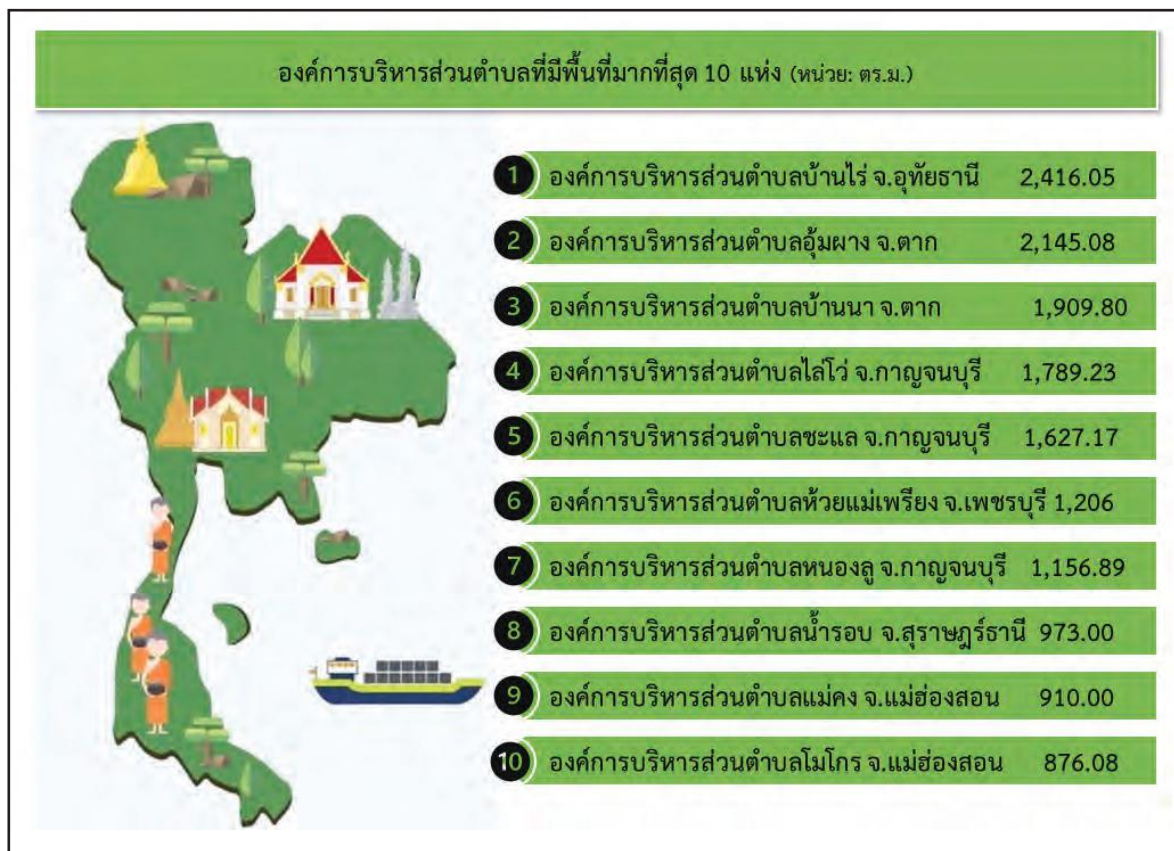 องค์การบริหารส่วนตำบลที่มีพื้นที่มากที่สุด 10 แห่ง (หน่วย: ตร.ม.)
1 องค์การบริหารส่วนตำบลบ้านไร่ จ.อุทัยธานี 2,416.05
2 องค์การบริหารส่วนตำบลอุ้มผาง จ.ตาก 2,145.08
3 องค์การบริหารส่วนตำบลบ้านนา จ.ตาก 1,909.80
4 องค์การบริหารส่วนตำบลไล่โว่ จ.กาญจนบุรี 1,789.23
5 องค์การบริหารส่วนตำบลชะแล จ.กาญจนบุรี 1,627.17
6 องค์การบริหารส่วนตำบลห้วยแม่เพรียง จ.เพชรบุรี 1,206
7 องค์การบริหารส่วนตำบลหนองลู จ.กาญจนบุรี 1,156.89
8 องค์การบริหารส่วนตำบลน้ำรอบ จ.สุราษฎร์ธานี 973.00
9 องค์การบริหารส่วนตำบลแม่คง จ.แม่ฮ่องสอน 910.00
10 องค์การบริหารส่วนตำบลโมโกร จ.แม่ฮ่องสอน 876.08